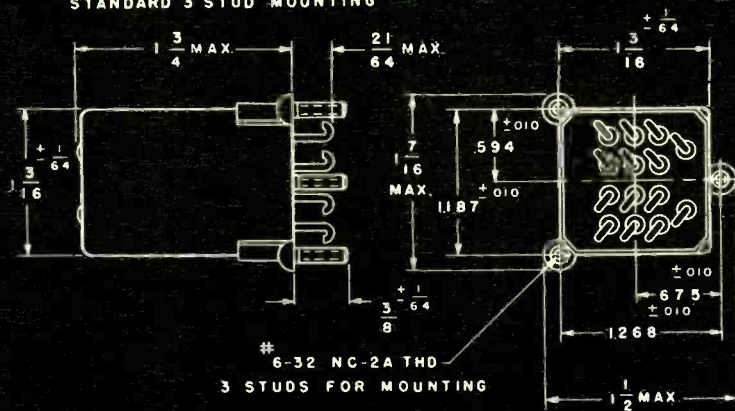 STANDARD 3 STUD MOUNTING
1 3/4 MAX.
21/64 MAX.
1 3/16 ± 1/64
1 3/16 ± 1/64
.594 ±010
1 7/16 MAX.
1.187 ±010
3/8 ± 1/64
±010
.675
±010
1.268
#6-32 NC-2A THD
3 STUDS FOR MOUNTING
1 1/2 MAX.